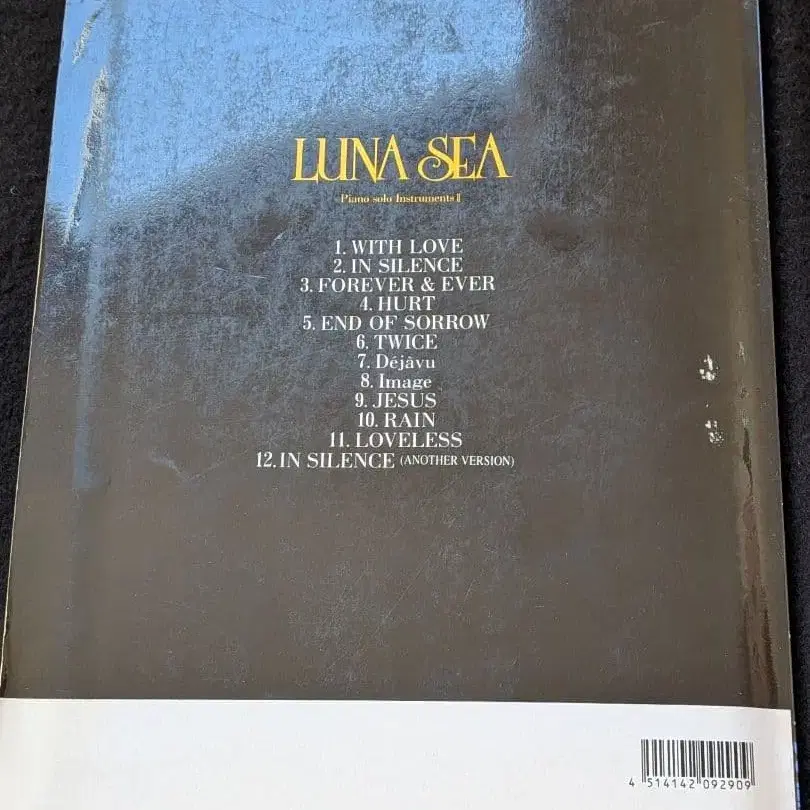 LUNA SEA
Piano solo Instruments II
1. WITH LOVE
2. IN SILENCE
3. FOREVER & EVER
4. HURT
5. END OF SORROW
6. TWICE
7. Déjàvu
8. Image
9. JESUS
10. RAIN
11. LOVELESS
12. IN SILENCE (ANOTHER VERSION)
4 514142 092909